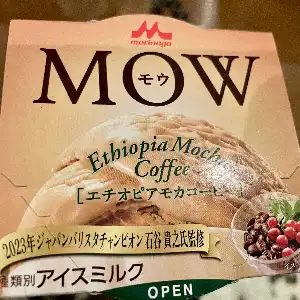 morinaga
MOW
モウ
Ethiopia Mocha
Coffee
[エチオピアモカコーヒー]
2023年ジャパンバリスタチャンピオン石谷貴之氏監修
種類別アイスミルク
OPEN